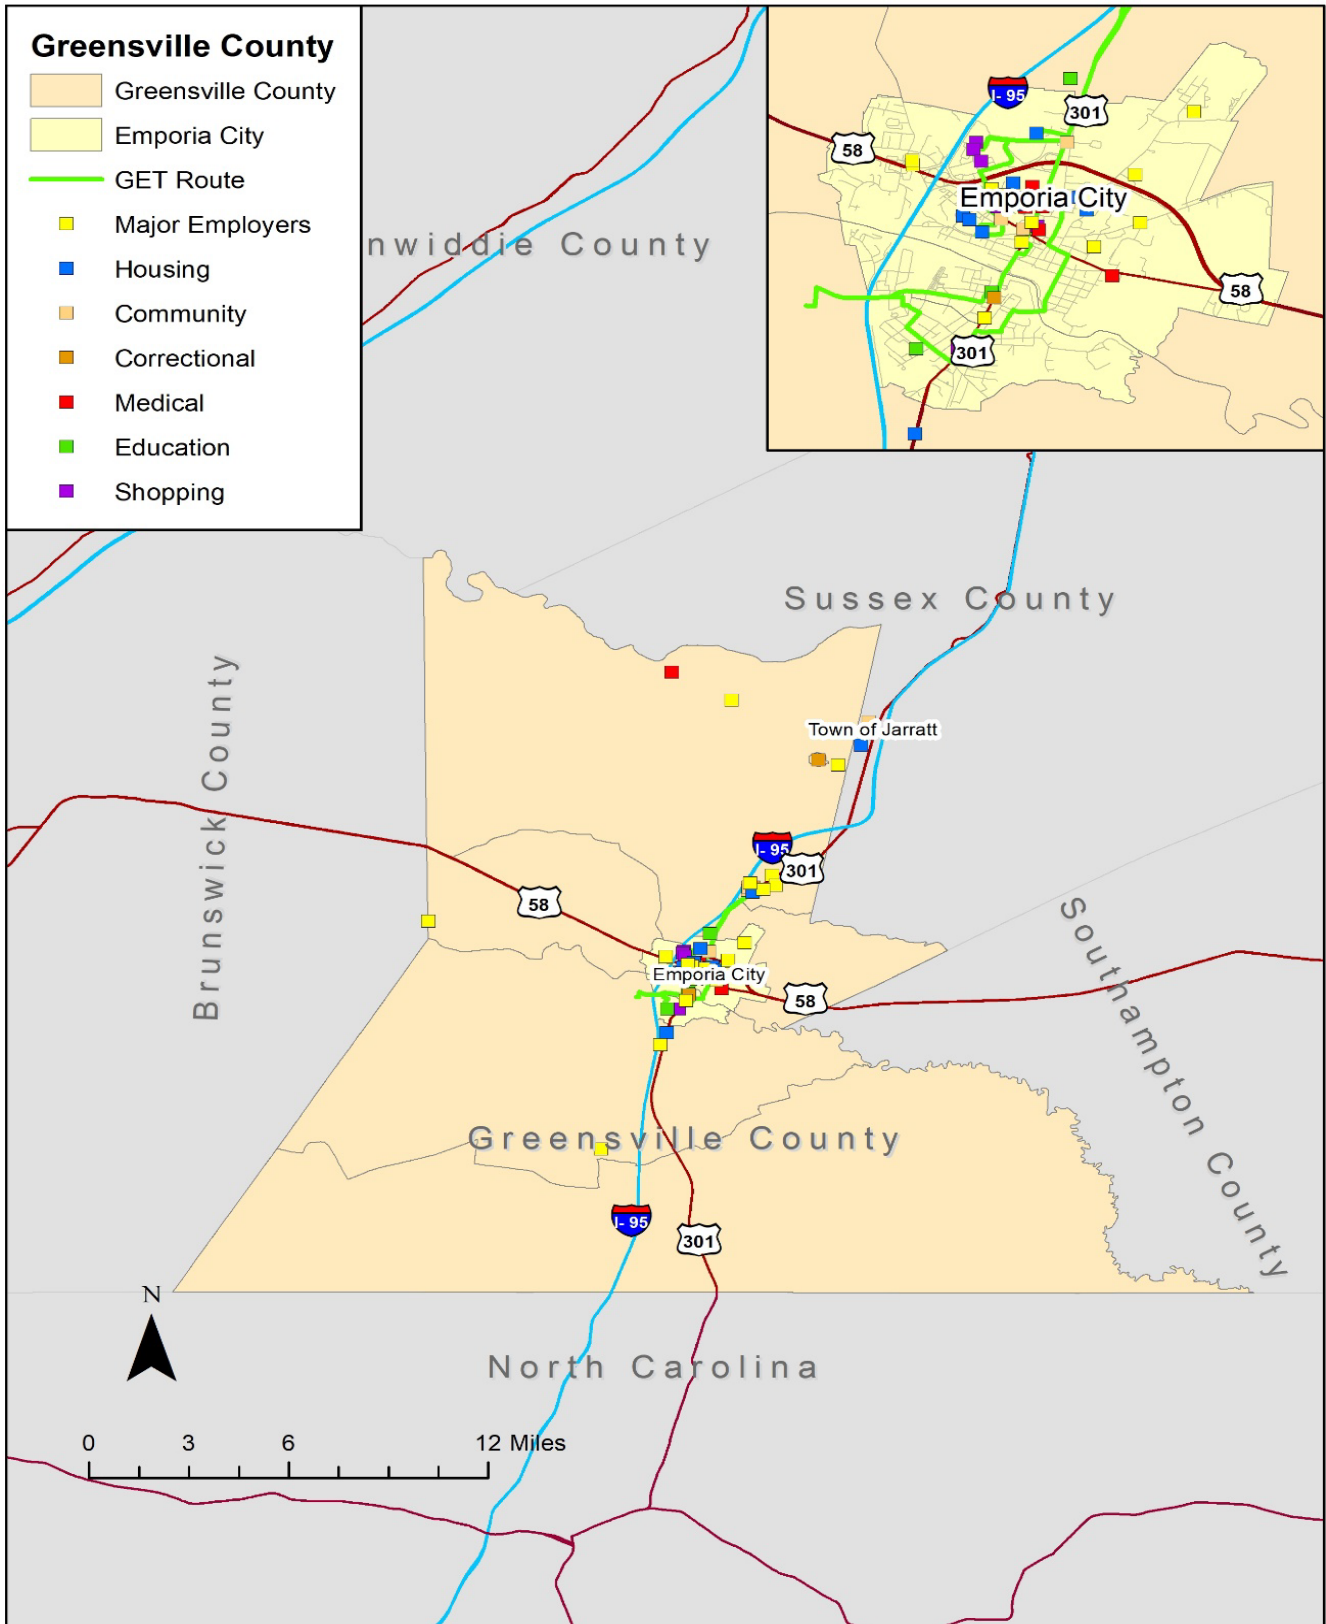 Greensville County
Greensville County
Emporia City
GET Route
Major Employers
Housing
Community
Correctional
Medical
Education
Shopping
I-95
301
58
Emporia City
58
301
nwiddie County
Sussex County
Brunswick County
Town of Jarratt
I-95
301
58
Emporia City
58
Southampton County
Greensville County
I-95
301
N
North Carolina
0 3 6 12 Miles